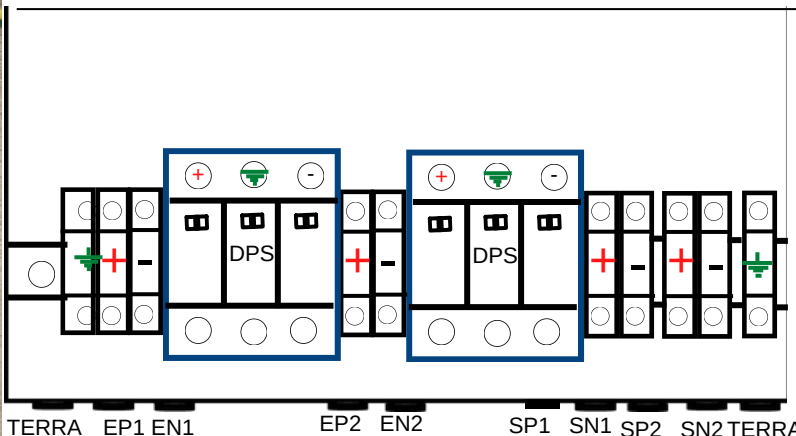 + -
+ -
DPS
DPS
+ -
+ -
+ -
+ -
TERRA EP1 EN1 EP2 EN2 SP1 SN1 SP2 SN2 TERRA